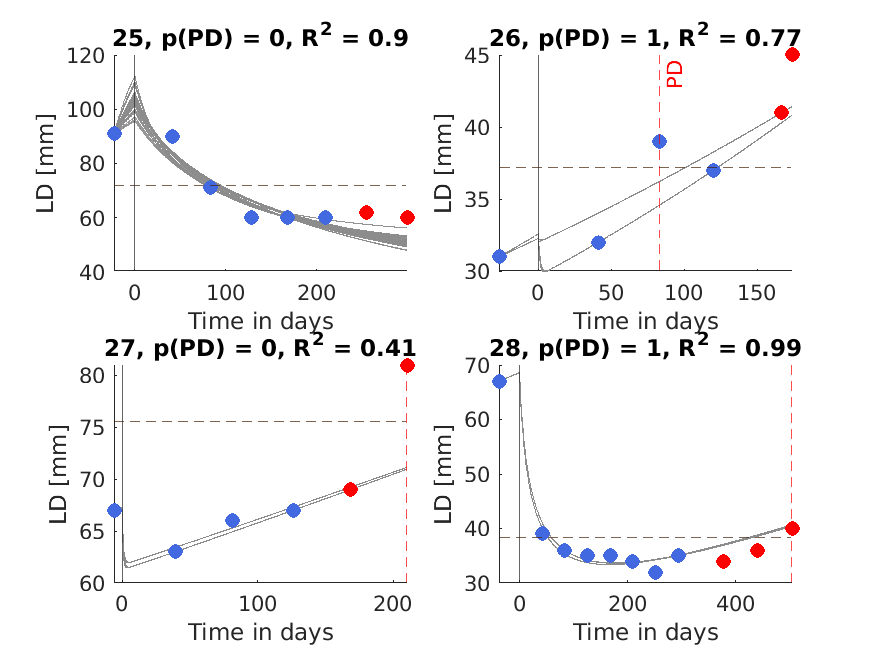 25, p(PD) = 0, R² = 0.9
120
100
80
60
40
LD [mm]
0
100
200
Time in days
26, p(PD) = 1, R² = 0.77
45
40
35
30
LD [mm]
PD
0
50
100
150
Time in days
27, p(PD) = 0, R² = 0.41
80
75
70
65
60
LD [mm]
0
100
200
Time in days
28, p(PD) = 1, R² = 0.99
70
60
50
40
30
LD [mm]
0
200
400
Time in days